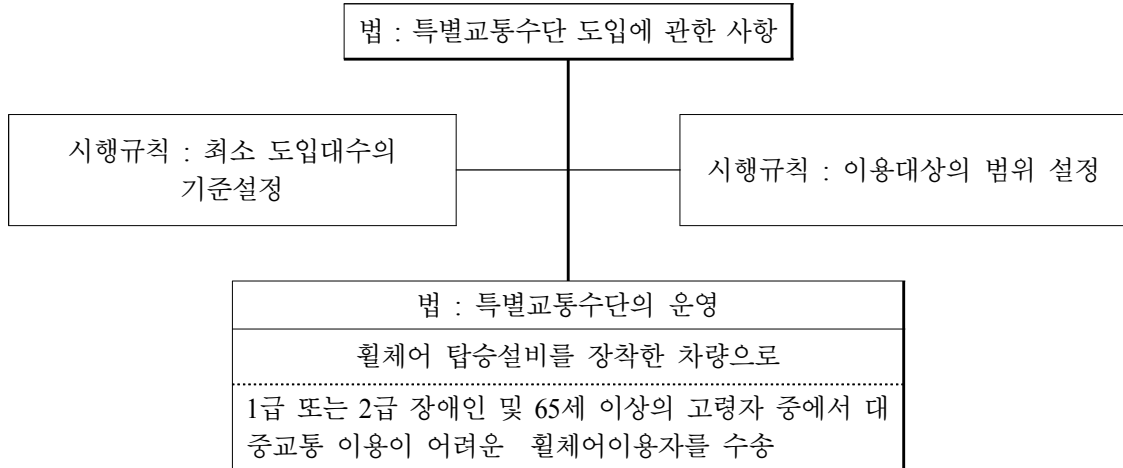 법 : 특별교통수단 도입에 관한 사항
시행규칙 : 최소 도입대수의
기준설정
시행규칙 : 이용대상의 범위 설정
법 : 특별교통수단의 운영
휠체어 탑승설비를 장착한 차량으로
1급 또는 2급 장애인 및 65세 이상의 고령자 중에서 대
중교통 이용이 어려운 휠체어이용자를 수송